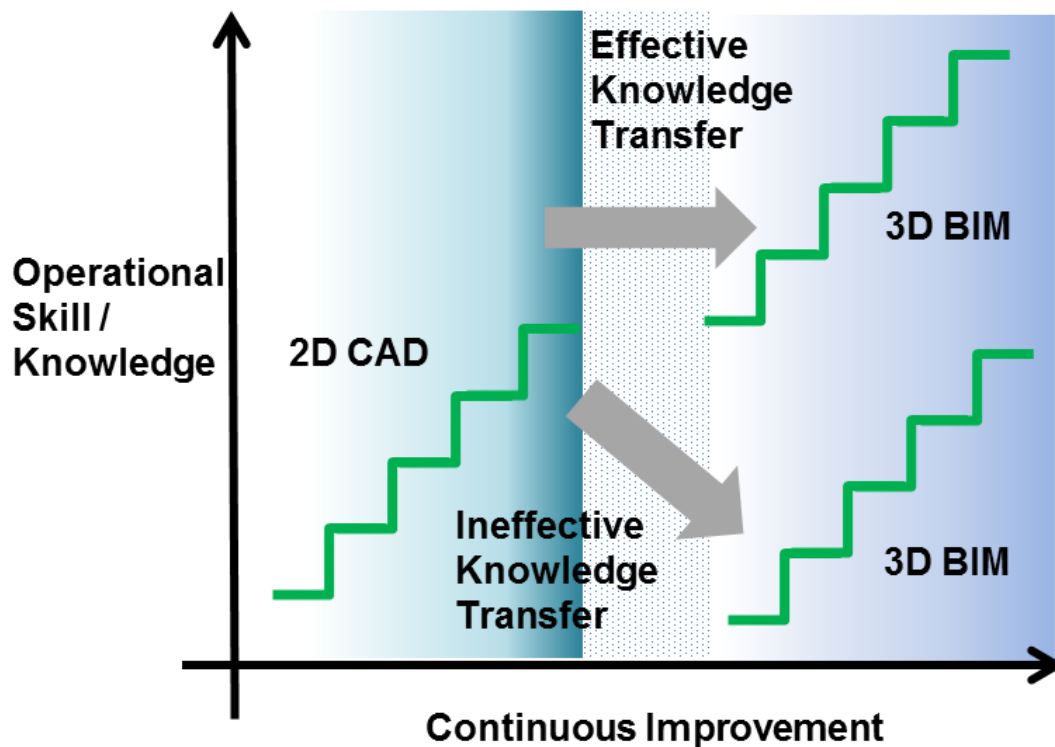 Effective
Knowledge
Transfer
3D BIM
Operational
Skill /
Knowledge
2D CAD
Ineffective
Knowledge
Transfer
3D BIM
Continuous Improvement